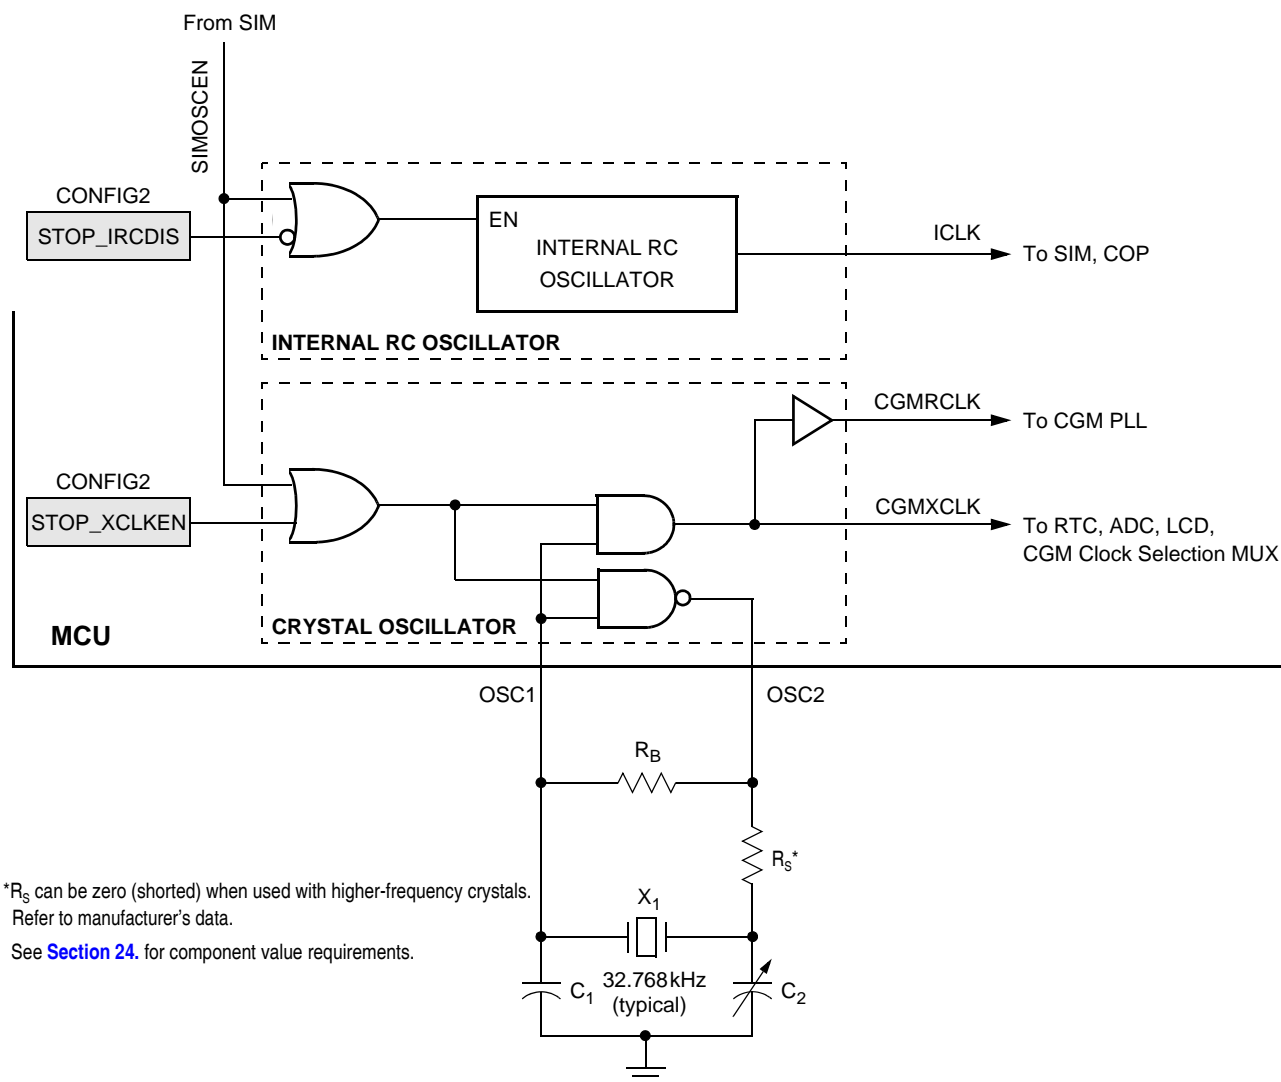 From SIM
SIMOSCEN
CONFIG2
STOP_IRCDIS
EN
INTERNAL RC
OSCILLATOR
ICLK
To SIM, COP
INTERNAL RC OSCILLATOR
CGMRCLK
To CGM PLL
CONFIG2
STOP_XCLKEN
CGMXCLK
To RTC, ADC, LCD,
CGM Clock Selection MUX
MCU
CRYSTAL OSCILLATOR
OSC1
OSC2
RB
RS*
*RS can be zero (shorted) when used with higher-frequency crystals.
Refer to manufacturer's data.
See Section 24. for component value requirements.
X1
32.768kHz
(typical)
C1
C2